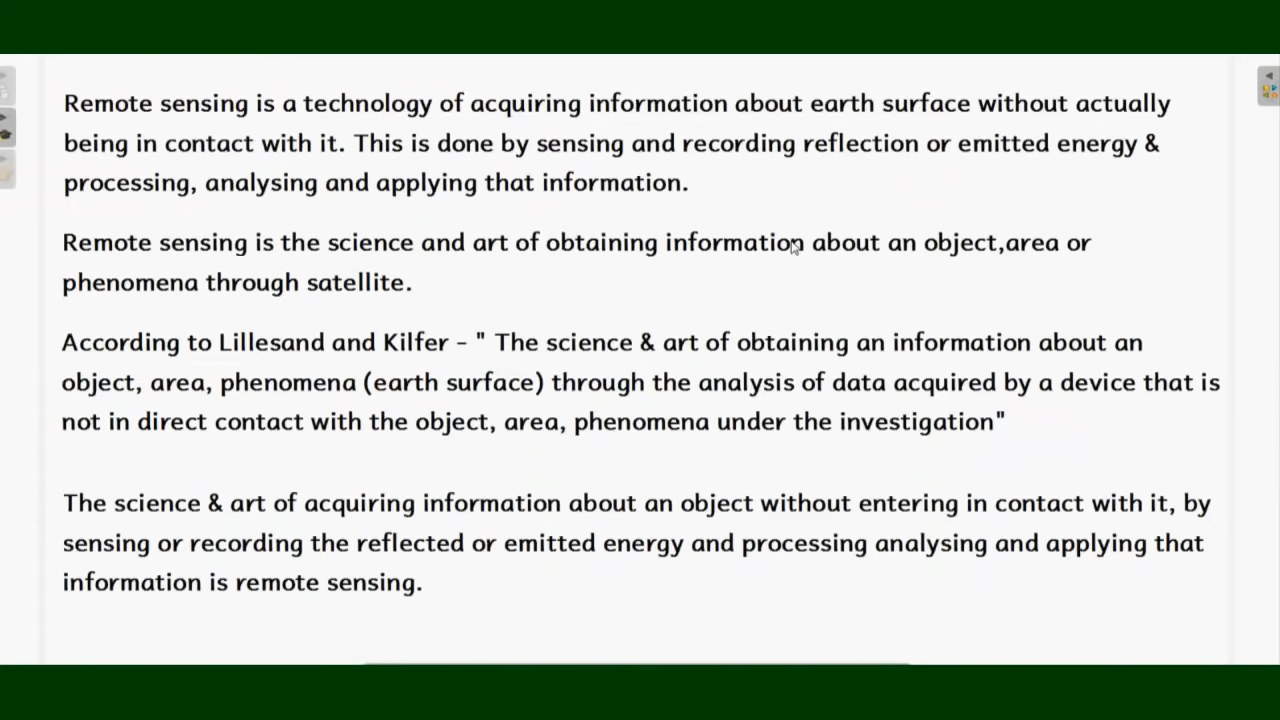 Remote sensing is a technology of acquiring information about earth surface without actually
being in contact with it. This is done by sensing and recording reflection or emitted energy &
processing, analysing and applying that information.
Remote sensing is the science and art of obtaining information about an object,area or
phenomena through satellite.
According to Lillesand and Kilfer - " The science & art of obtaining an information about an
object, area, phenomena (earth surface) through the analysis of data acquired by a device that is
not in direct contact with the object, area, phenomena under the investigation"
The science & art of acquiring information about an object without entering in contact with it, by
sensing or recording the reflected or emitted energy and processing analysing and applying that
information is remote sensing.